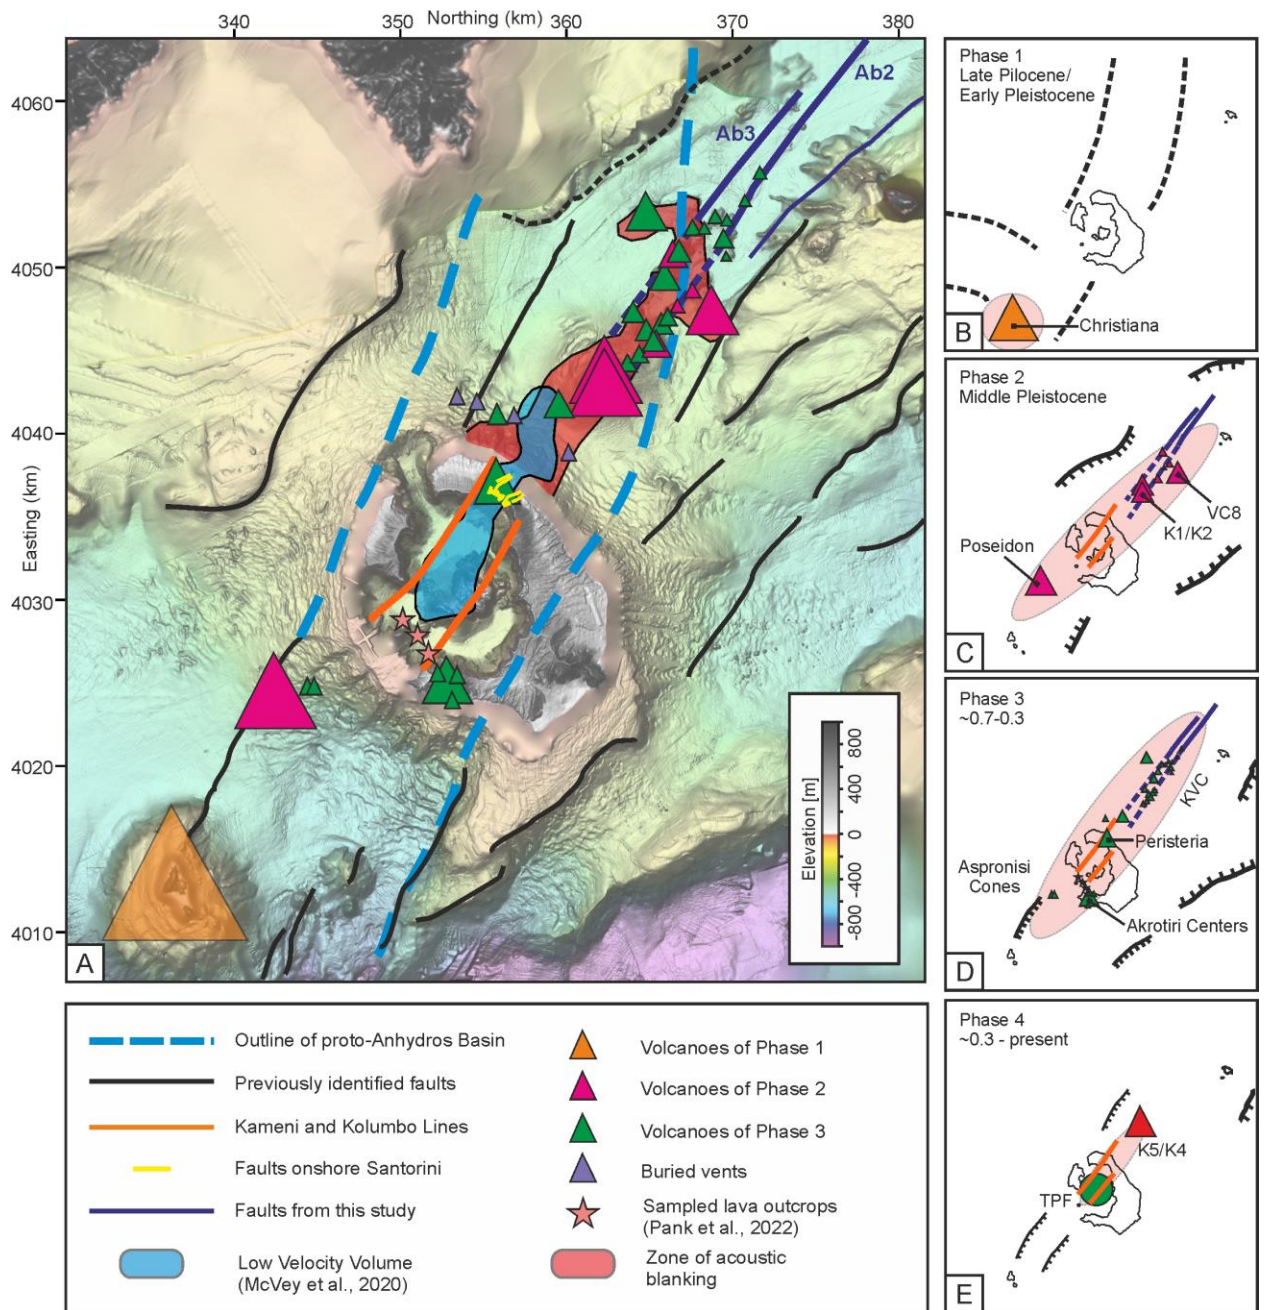 340
350
Northing (km)
360
370
380
4060
4050
4040
4030
4020
4010
Easting (km)
Ab2
Ab3
Elevation [m]
800
400
0
-400
-800
A
Phase 1
Late Pilocene/
Early Pleistocene
Christiana
B
Phase 2
Middle Pleistocene
VC8
K1/K2
Poseidon
C
Phase 3
~0.7-0.3
KVC
Peristeria
Aspronisi
Cones
Akrotiri Centers
D
Phase 4
~0.3 - present
K5/K4
TPF
E
Outline of proto-Anhydros Basin
Previously identified faults
Kameni and Kolumbo Lines
Faults onshore Santorini
Faults from this study
Low Velocity Volume
(McVey et al., 2020)
Volcanoes of Phase 1
Volcanoes of Phase 2
Volcanoes of Phase 3
Buried vents
Sampled lava outcrops
(Pank et al., 2022)
Zone of acoustic
blanking